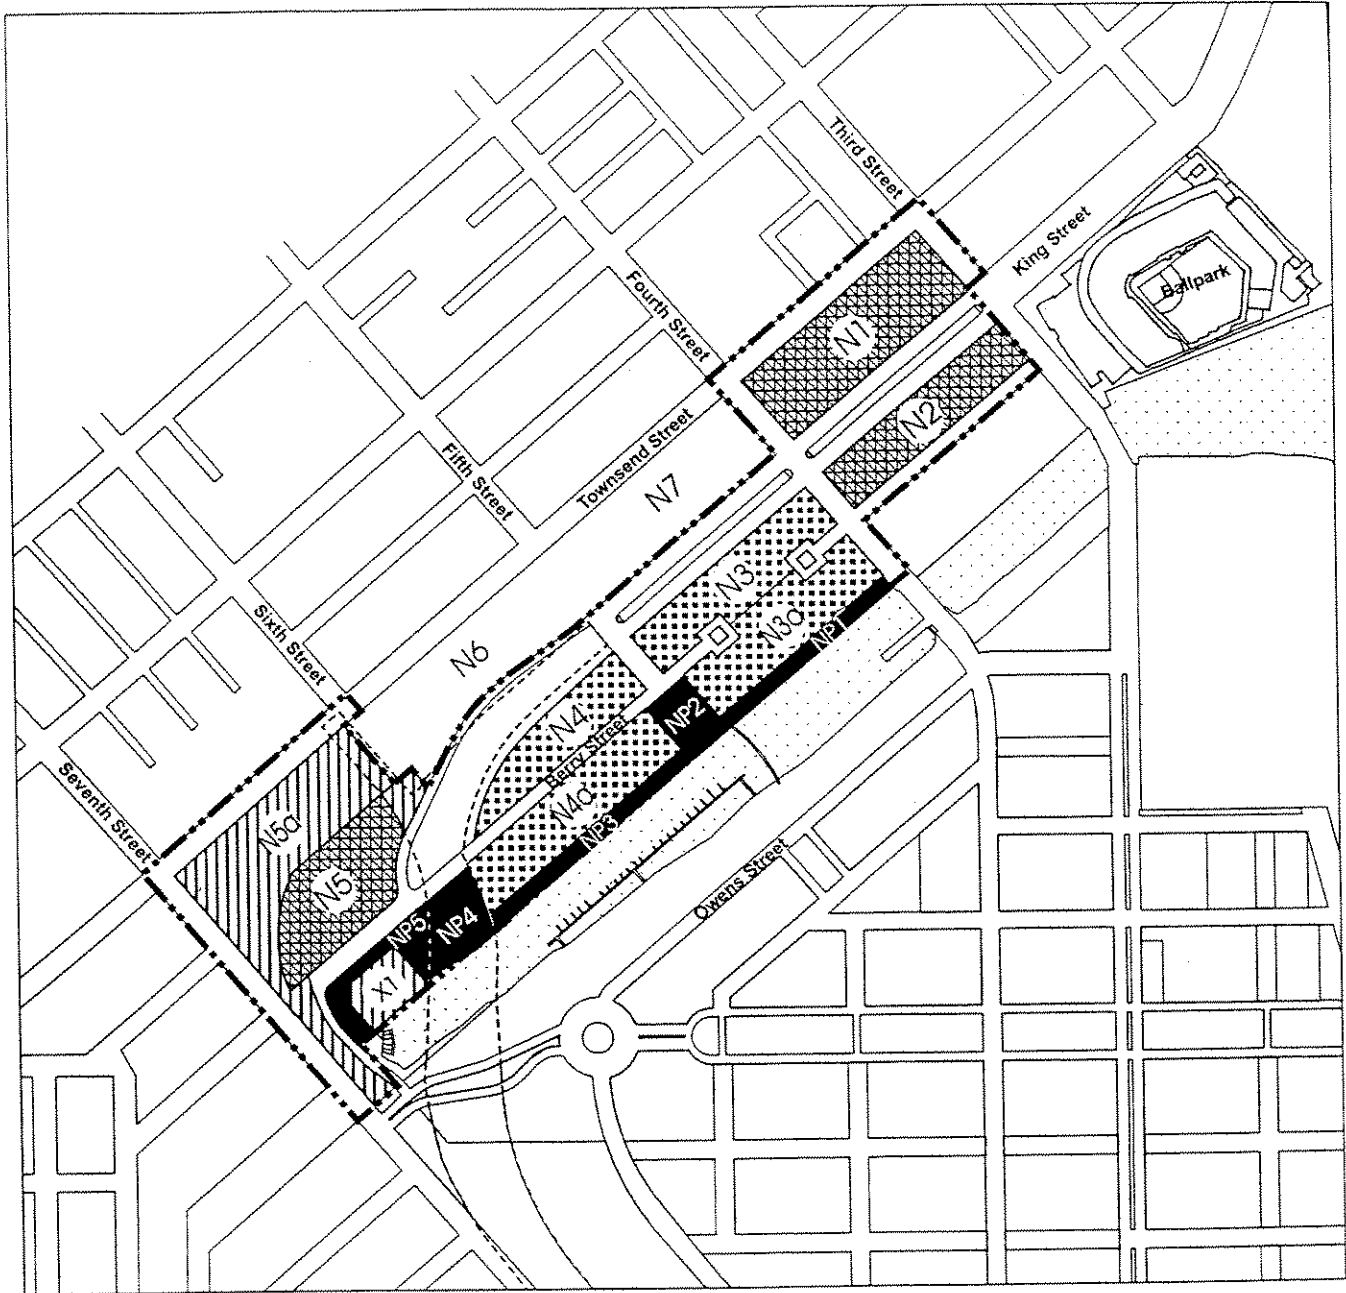 Third Street
King Street
Ballpark
Fourth Street
N1
N2
Townsend Street
Fifth Street
N7
N3
N3a
NP1
Sixth Street
N6
N4
NP2
Berry Street
N4a
NP3
Seventh Street
N5a
N5
Owens Street
NP5
NP4
X1